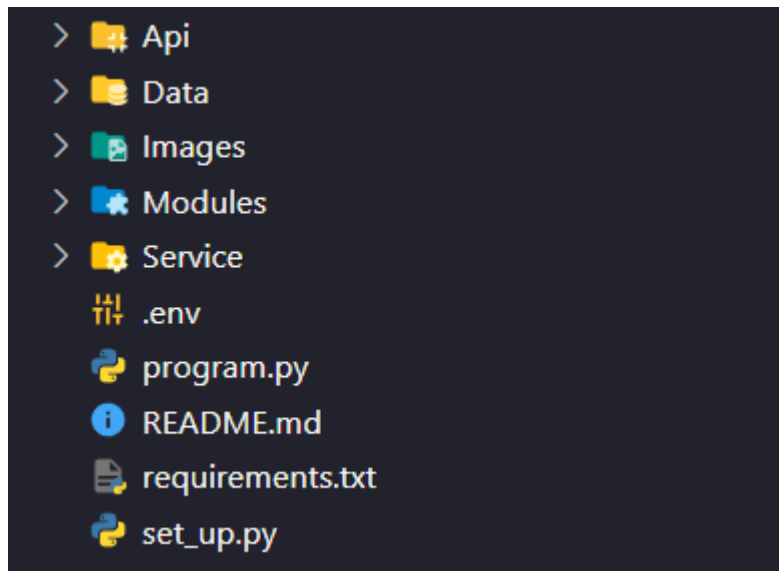 Api
Data
Images
Modules
Service
.env
program.py
README.md
requirements.txt
set_up.py